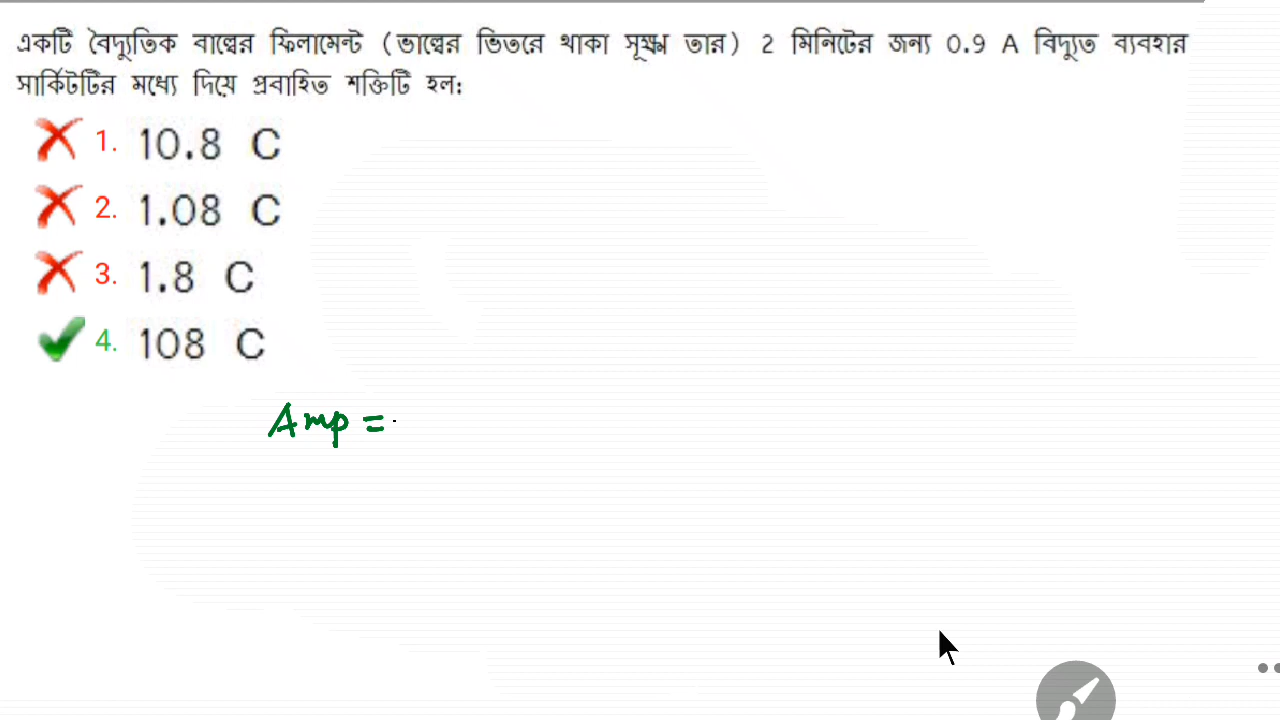 একটি বৈদ্যুতিক বাল্বের ফিলামেন্ট (ভাল্বের ভিতরে থাকা সূক্ষ্ম তার) 2 মিনিটের জন্য 0.9 A বিদ্যুত ব্যবহার
সার্কিটটির মধ্যে দিয়ে প্রবাহিত শক্তিটি হল:
1. 10.8 C
2. 1.08 C
3. 1.8 C
4. 108 C
Amp =